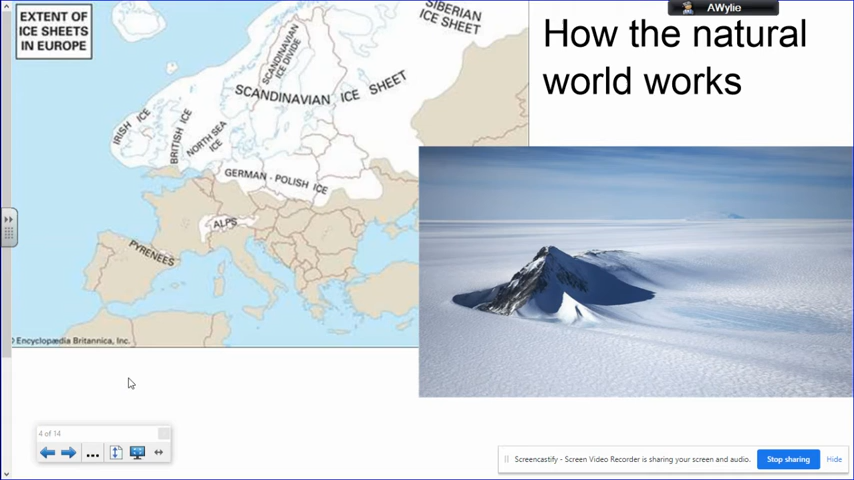 EXTENT OF
ICE SHEETS
IN EUROPE
SIBERIAN
ICE SHEET
AWylie
How the natural
world works
SCANDINAVIAN
ICE DIVIDE
SCANDINAVIAN ICE SHEET
IRISH ICE
BRITISH ICE
NORTH SEA
ICE
GERMAN - POLISH ICE
ALPS
PYRENEES
Encyclopædia Britannica, Inc.
4 of 14
Screencastify - Screen Video Recorder is sharing your screen and audio.
Stop sharing
Hide